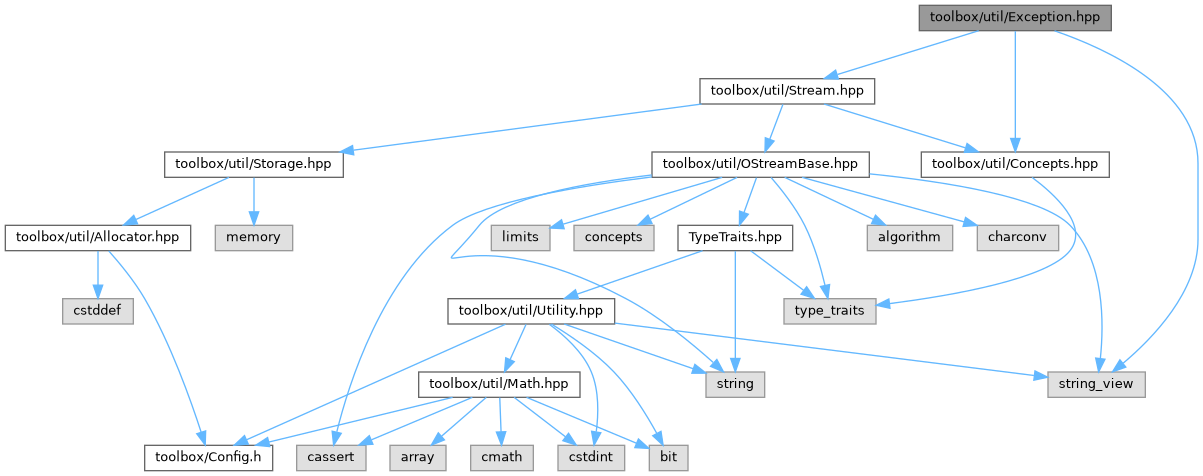 toolbox/util/Exception.hpp
toolbox/util/Stream.hpp
toolbox/util/Storage.hpp
toolbox/util/OStreamBase.hpp
toolbox/util/Concepts.hpp
toolbox/util/Allocator.hpp
memory
limits
concepts
TypeTraits.hpp
algorithm
charconv
cstddef
toolbox/util/Utility.hpp
type_traits
toolbox/util/Math.hpp
string
string_view
toolbox/Config.h
cassert
array
cmath
cstdint
bit